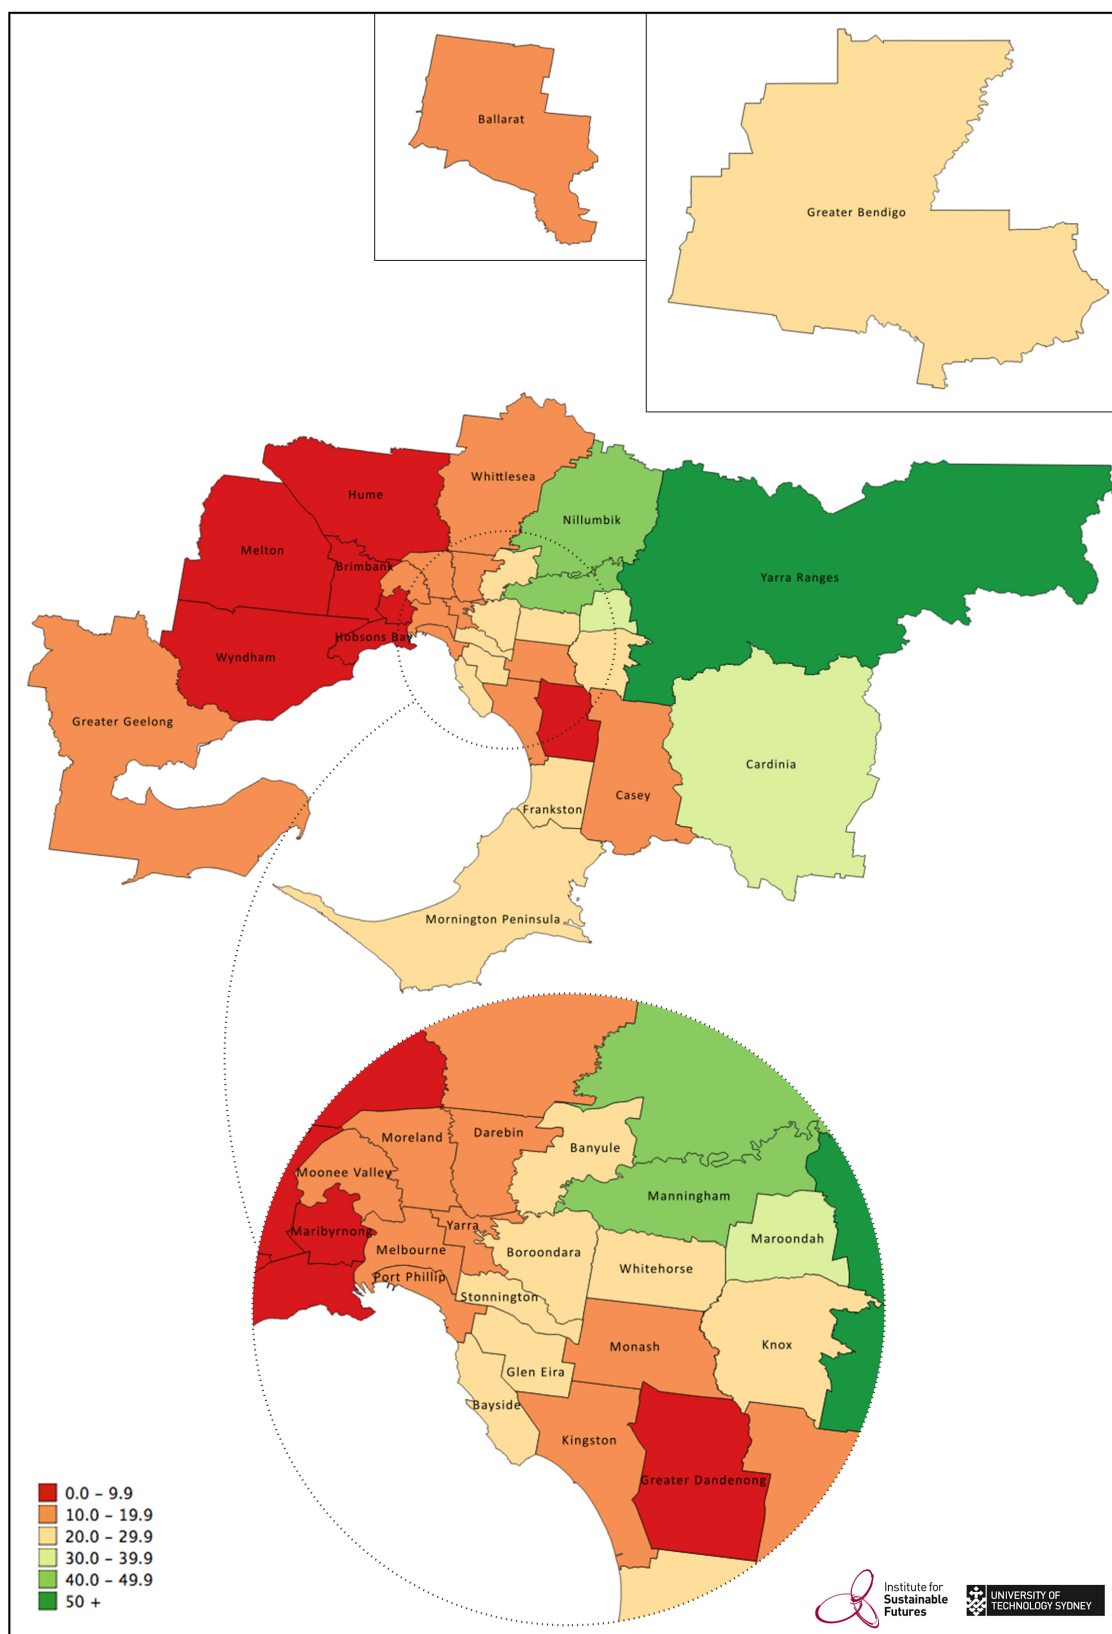 Ballarat
Greater Bendigo
Whittlesea
Hume
Nillumbik
Melton
Brimbank
Yarra Ranges
Hobsons Bay
Wyndham
Greater Geelong
Cardinia
Casey
Frankston
Mornington Peninsula
Moreland
Darebin
Banyule
Moonee Valley
Manningham
Maribyrnong
Yarra
Maroondah
Melbourne
Boroondara
Whitehorse
Port Phillip
Stonnington
Monash
Knox
Glen Eira
Bayside
Kingston
Greater Dandenong
0.0 – 9.9
10.0 – 19.9
20.0 – 29.9
30.0 – 39.9
40.0 – 49.9
50 +
Institute for
Sustainable
Futures
UNIVERSITY OF
TECHNOLOGY SYDNEY